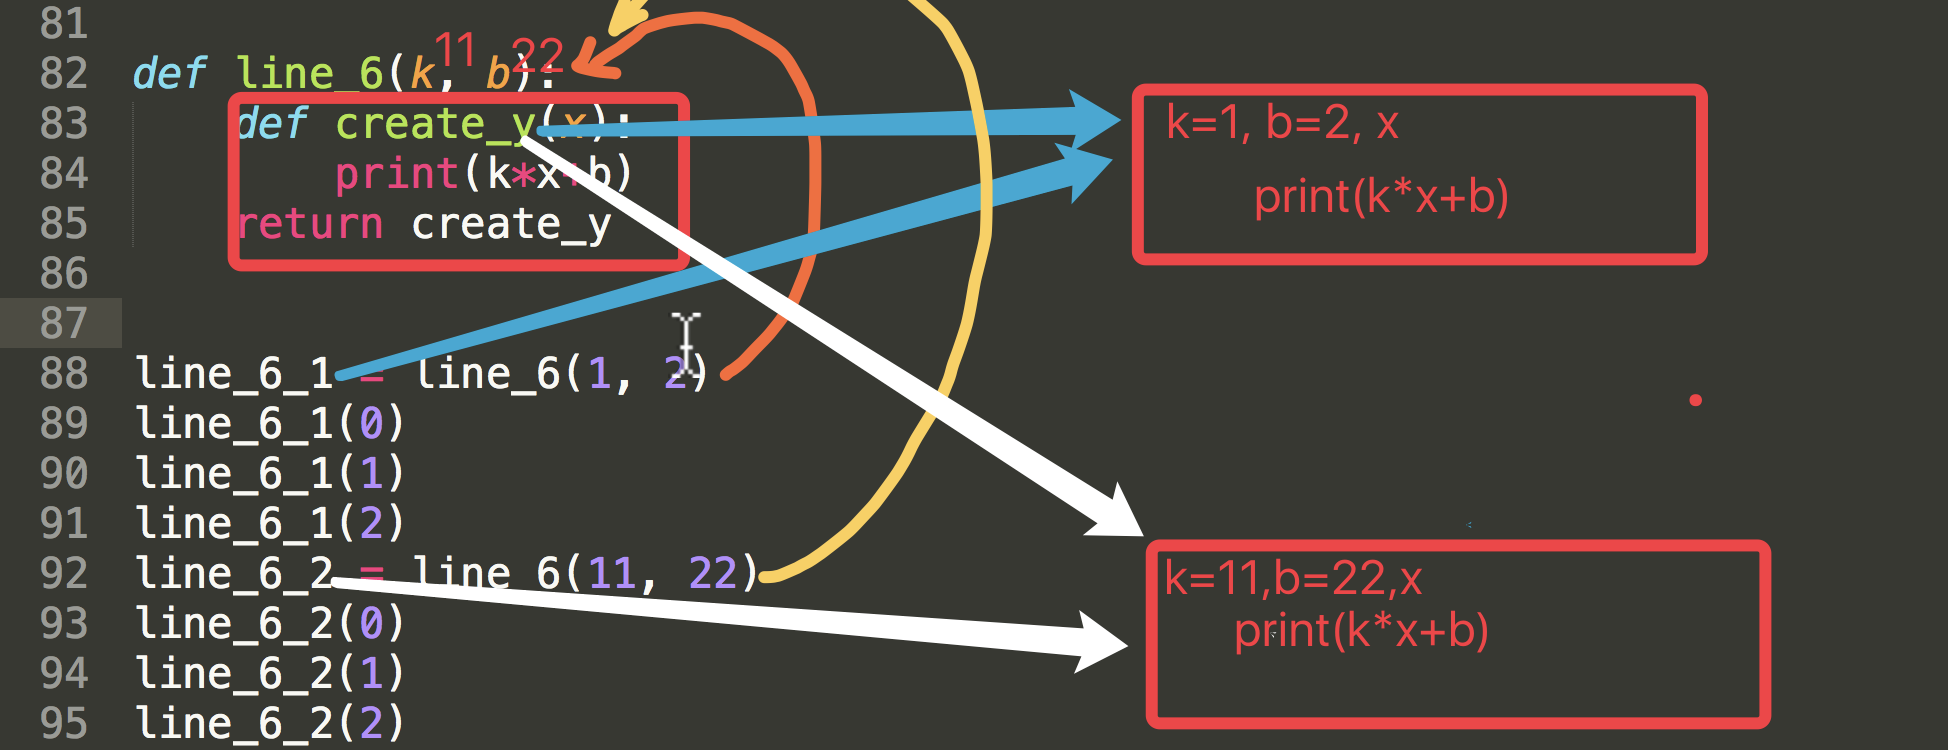 81
11 22
82 def line_6(k, b):
83 def create_y(x):
84 print(k*x+b)
85 return create_y
86
87
88 line_6_1 = line_6(1, 2)
89 line_6_1(0)
90 line_6_1(1)
91 line_6_1(2)
92 line_6_2 = line_6(11, 22)
93 line_6_2(0)
94 line_6_2(1)
95 line_6_2(2)
k=1, b=2, x
print(k*x+b)
k=11,b=22,x
print(k*x+b)